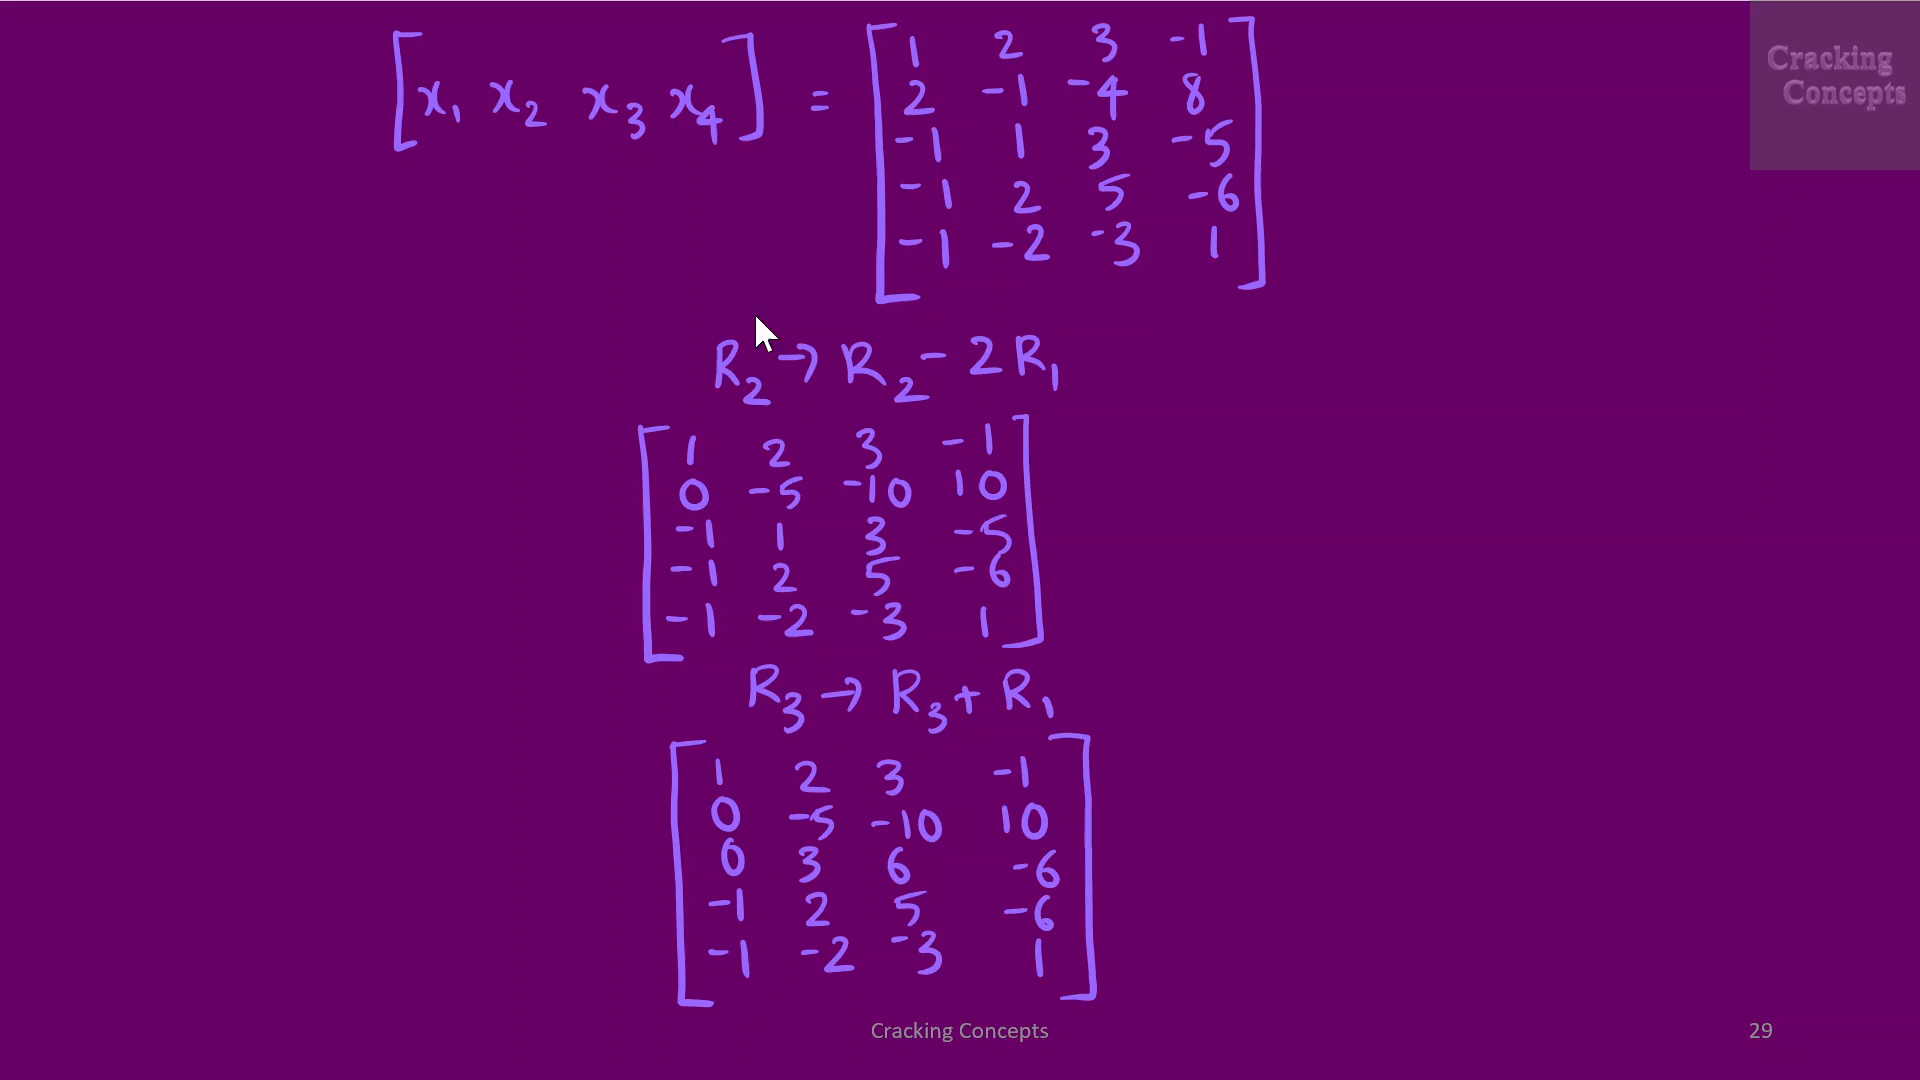 Cracking
Concepts
[x₁ x₂ x₃ x₄] =
1 2 3 -1
2 -1 -4 8
-1 1 3 -5
-1 2 5 -6
-1 -2 -3 1
R₂ → R₂ - 2R₁
1 2 3 -1
0 -5 -10 10
-1 1 3 -5
-1 2 5 -6
-1 -2 -3 1
R₃ → R₃ + R₁
1 2 3 -1
0 -5 -10 10
0 3 6 -6
-1 2 5 -6
-1 -2 -3 1
Cracking Concepts
29